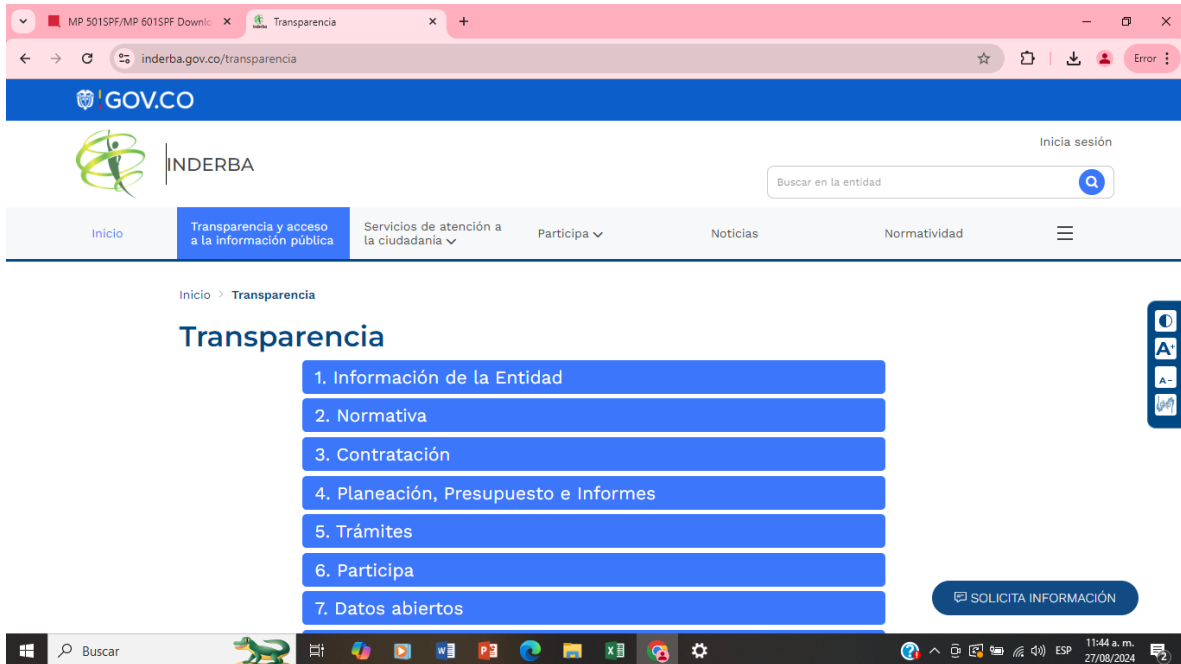 MP 501SPF/MP 601SPF Downlo
Transparencia
inderba.gov.co/transparencia
Error
GOV.CO
INDERBA
Inicia sesión
Buscar en la entidad
Inicio
Transparencia y acceso
a la información pública
Servicios de atención a
la ciudadanía
Participa
Noticias
Normatividad
Inicio > Transparencia
Transparencia
1. Información de la Entidad
2. Normativa
3. Contratación
4. Planeación, Presupuesto e Informes
5. Trámites
6. Participa
7. Datos abiertos
A+
A-
SOLICITA INFORMACIÓN
Buscar
ESP
11:44 a. m.
27/08/2024